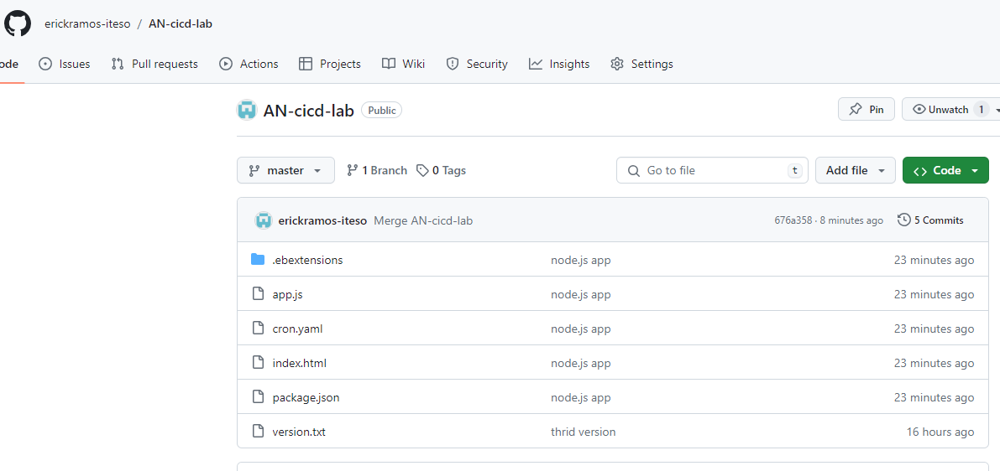 erickramos-iteso / AN-cicd-lab
ode Issues Pull requests Actions Projects Wiki Security Insights Settings
AN-cicd-lab Public Pin Unwatch 1
master 1 Branch 0 Tags Go to file t Add file Code
erickramos-iteso Merge AN-cicd-lab 676a358 · 8 minutes ago 5 Commits
.ebextensions node.js app 23 minutes ago
app.js node.js app 23 minutes ago
cron.yaml node.js app 23 minutes ago
index.html node.js app 23 minutes ago
package.json node.js app 23 minutes ago
version.txt thrid version 16 hours ago